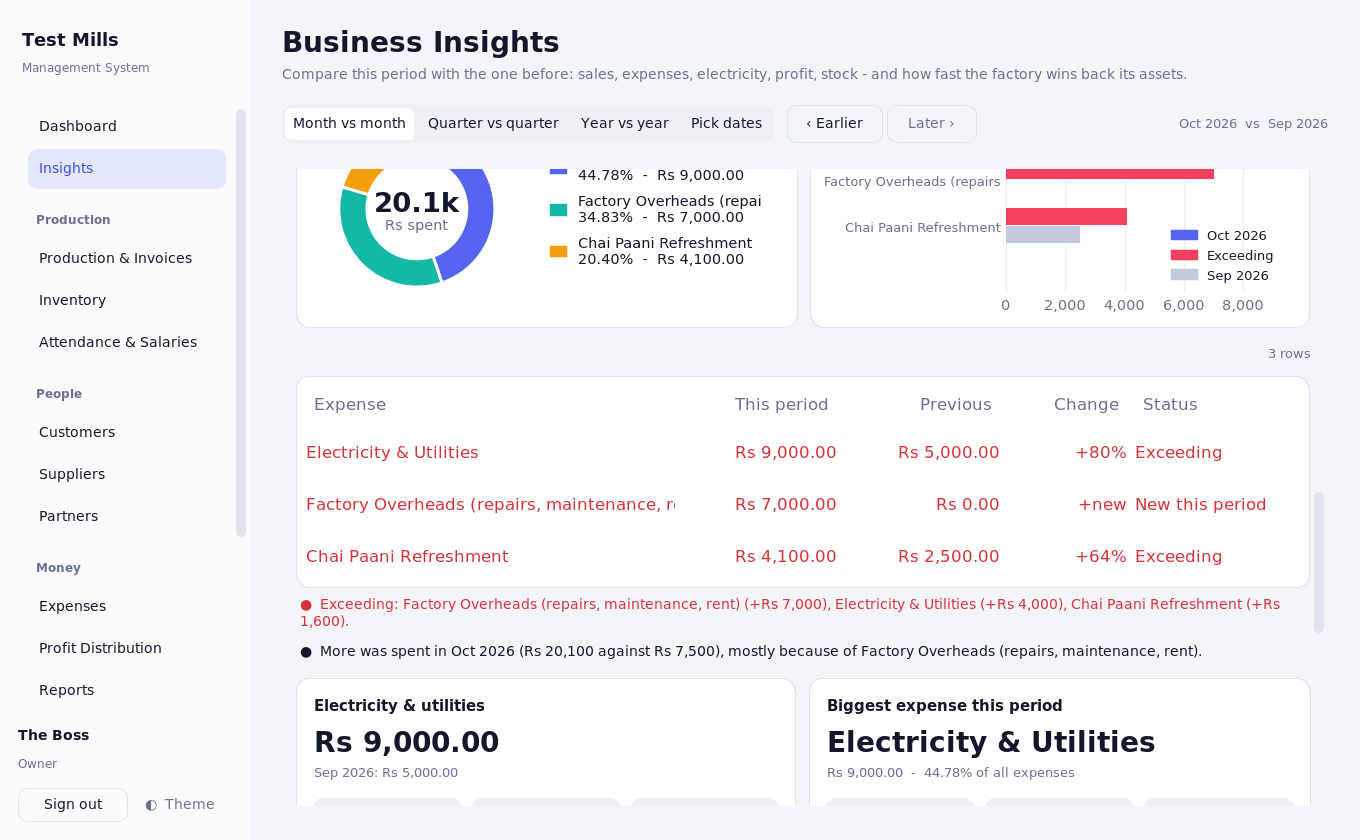 Test Mills
Management System
Dashboard
Insights
Production
Production & Invoices
Inventory
Attendance & Salaries
People
Customers
Suppliers
Partners
Money
Expenses
Profit Distribution
Reports
The Boss
Owner
Sign out
◐ Theme
Business Insights
Compare this period with the one before: sales, expenses, electricity, profit, stock - and how fast the factory wins back its assets.
Month vs month
Quarter vs quarter
Year vs year
Pick dates
‹ Earlier
Later ›
Oct 2026 vs Sep 2026
20.1k
Rs spent
44.78% - Rs 9,000.00
Factory Overheads (repai
34.83% - Rs 7,000.00
Chai Paani Refreshment
20.40% - Rs 4,100.00
Factory Overheads (repairs
Chai Paani Refreshment
Oct 2026
Exceeding
Sep 2026
0 2,000 4,000 6,000 8,000
3 rows
Expense This period Previous Change Status
Electricity & Utilities Rs 9,000.00 Rs 5,000.00 +80% Exceeding
Factory Overheads (repairs, maintenance, r Rs 7,000.00 Rs 0.00 +new New this period
Chai Paani Refreshment Rs 4,100.00 Rs 2,500.00 +64% Exceeding
● Exceeding: Factory Overheads (repairs, maintenance, rent) (+Rs 7,000), Electricity & Utilities (+Rs 4,000), Chai Paani Refreshment (+Rs
1,600).
● More was spent in Oct 2026 (Rs 20,100 against Rs 7,500), mostly because of Factory Overheads (repairs, maintenance, rent).
Electricity & utilities
Rs 9,000.00
Sep 2026: Rs 5,000.00
Biggest expense this period
Electricity & Utilities
Rs 9,000.00 - 44.78% of all expenses